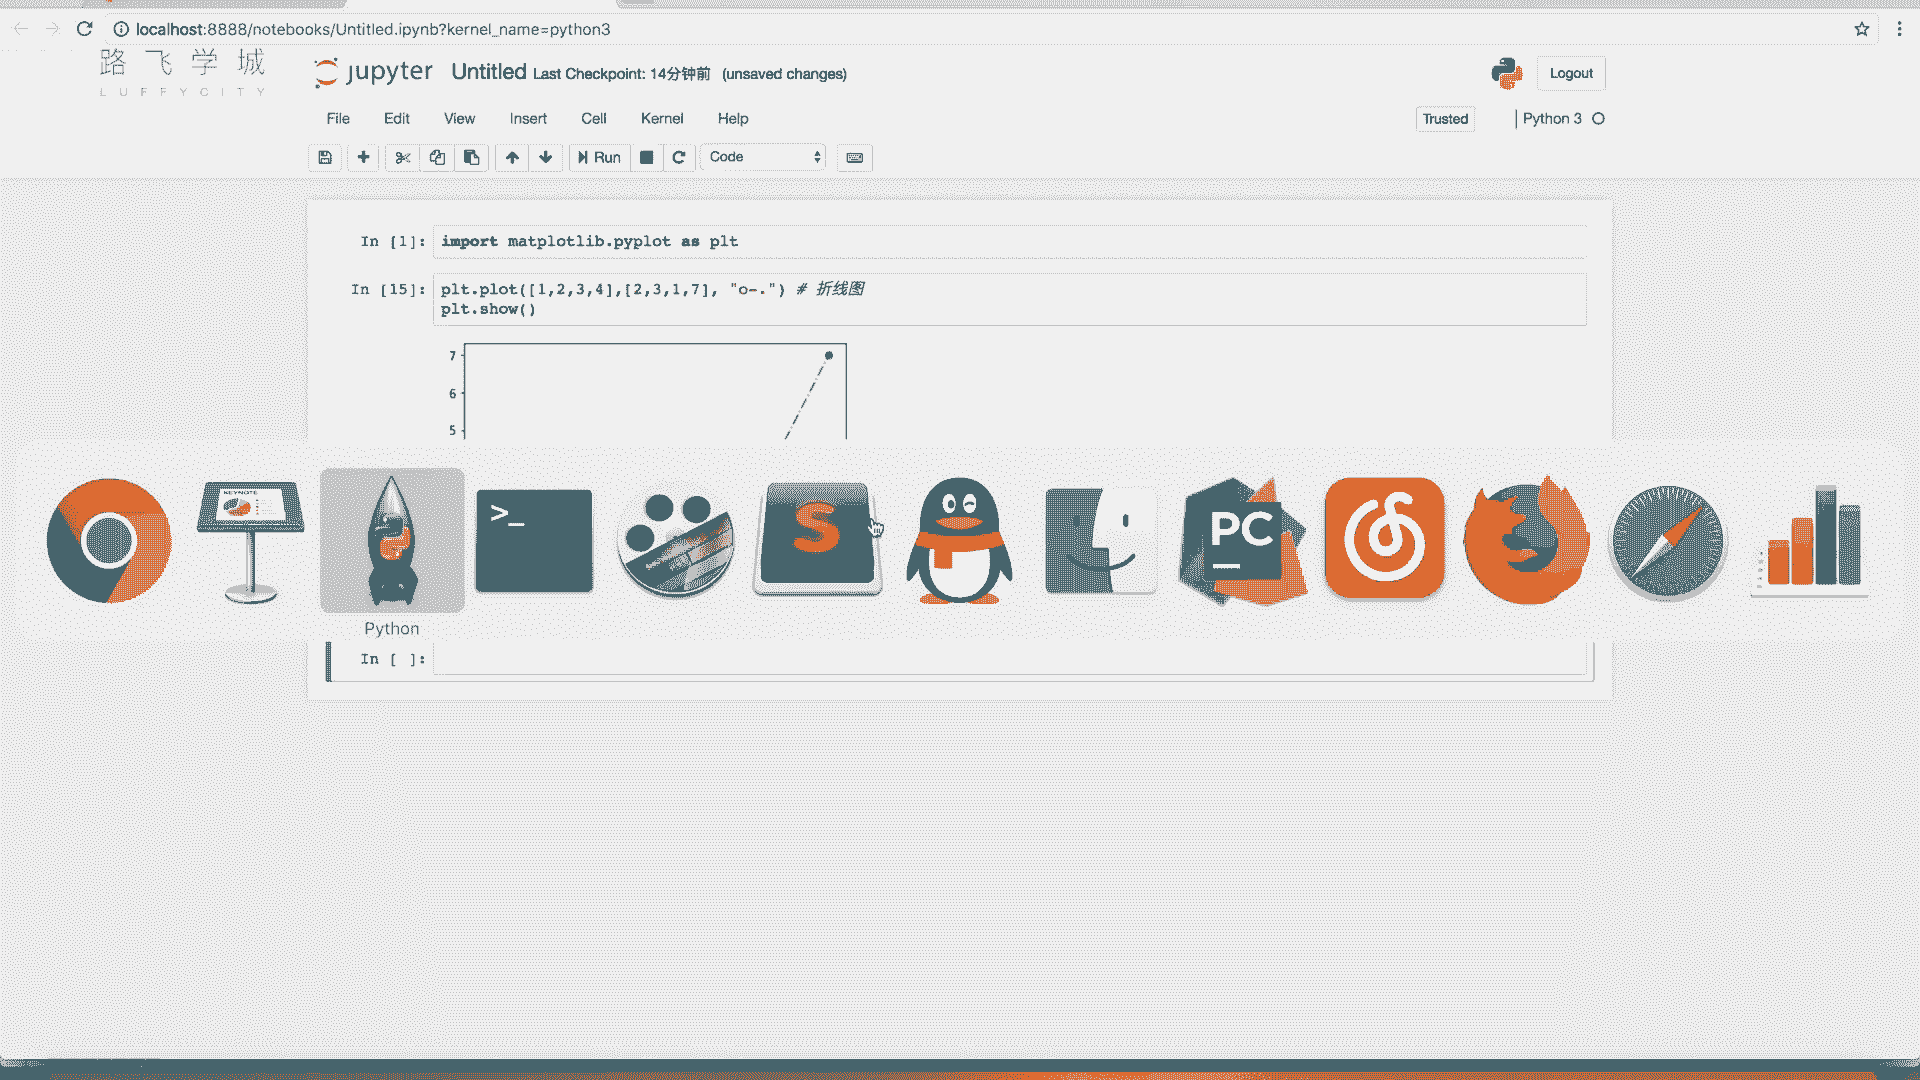 localhost:8888/notebooks/Untitled.ipynb?kernel_name=python3
路飞学城
LUFFYCITY
jupyter Untitled Last Checkpoint: 14分钟前 (unsaved changes)
Logout
File Edit View Insert Cell Kernel Help
Trusted
Python 3
Run
Code
In [1]: import matplotlib.pyplot as plt
In [15]: plt.plot([1,2,3,4],[2,3,1,7], "o-.") # 折线图
plt.show()
7
6
5
KEYNOTE
>_
S
PC
Python
In [ ]: